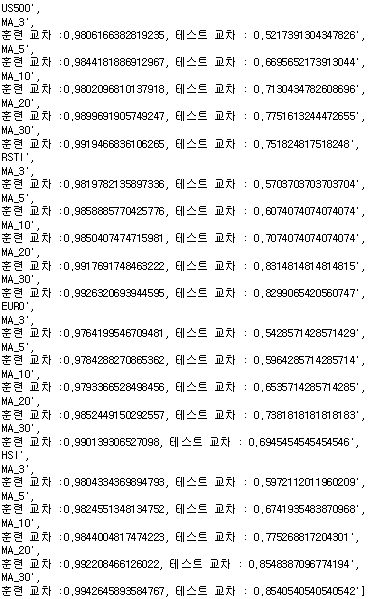 US500',
MA_3',
훈련 교차 :0.9806166382819235, 테스트 교차 : 0.5217391304347826',
MA_5',
훈련 교차 :0.9844181886912967, 테스트 교차 : 0.6695652173913044',
MA_10',
훈련 교차 :0.9802096810137918, 테스트 교차 : 0.7130434782608696',
MA_20',
훈련 교차 :0.9899691905749247, 테스트 교차 : 0.7751613244472655',
MA_30',
훈련 교차 :0.9919466836106265, 테스트 교차 : 0.751824817518248',
RSTI',
MA_3',
훈련 교차 :0.9819782135897336, 테스트 교차 : 0.5703703703703704',
MA_5',
훈련 교차 :0.9858885770425776, 테스트 교차 : 0.6074074074074074',
MA_10',
훈련 교차 :0.9850407474715981, 테스트 교차 : 0.7074074074074074',
MA_20',
훈련 교차 :0.9917691748463222, 테스트 교차 : 0.8314814814814815',
MA_30',
훈련 교차 :0.9926320693944595, 테스트 교차 : 0.8299065420560747',
EURO',
MA_3',
훈련 교차 :0.9764199546709481, 테스트 교차 : 0.5428571428571429',
MA_5',
훈련 교차 :0.9784288270865362, 테스트 교차 : 0.5964285714285714',
MA_10',
훈련 교차 :0.9793366528498456, 테스트 교차 : 0.6535714285714285',
MA_20',
훈련 교차 :0.9852449150292557, 테스트 교차 : 0.7381818181818183',
MA_30',
훈련 교차 :0.990139306527098, 테스트 교차 : 0.6945454545454546',
HSI',
MA_3',
훈련 교차 :0.9804334369894793, 테스트 교차 : 0.5972112011960209',
MA_5',
훈련 교차 :0.9824551348134752, 테스트 교차 : 0.6741935483870968',
MA_10',
훈련 교차 :0.9844004817474223, 테스트 교차 : 0.775268817204301',
MA_20',
훈련 교차 :0.992208466126022, 테스트 교차 : 0.8548387096774194',
MA_30',
훈련 교차 :0.9942645893584767, 테스트 교차 : 0.8540540540540542']